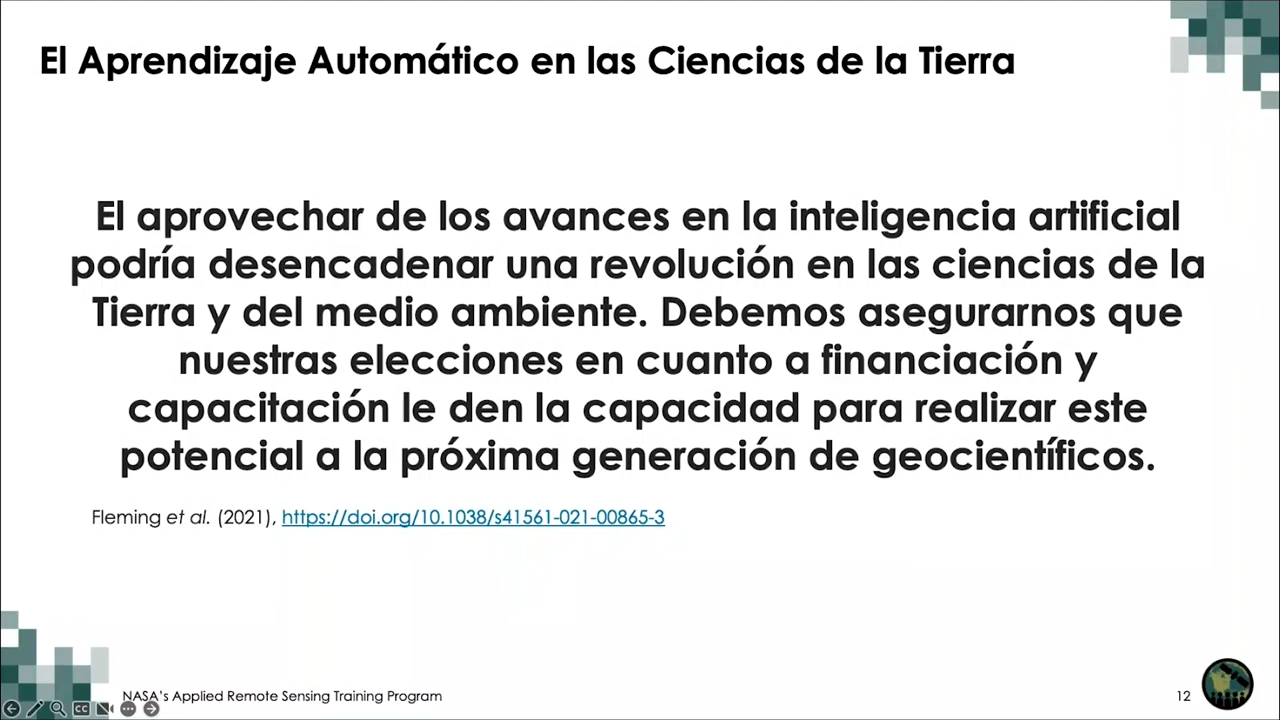 El Aprendizaje Automático en las Ciencias de la Tierra
El aprovechar de los avances en la inteligencia artificial
podría desencadenar una revolución en las ciencias de la
Tierra y del medio ambiente. Debemos asegurarnos que
nuestras elecciones en cuanto a financiación y
capacitación le den la capacidad para realizar este
potencial a la próxima generación de geocientíficos.
Fleming et al. (2021), https://doi.org/10.1038/s41561-021-00865-3
NASA's Applied Remote Sensing Training Program
12
CC